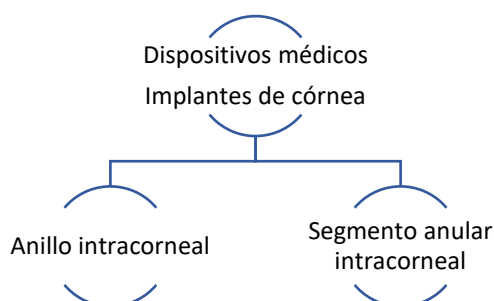 Dispositivos médicos
Implantes de córnea
Anillo intracorneal
Segmento anular
intracorneal